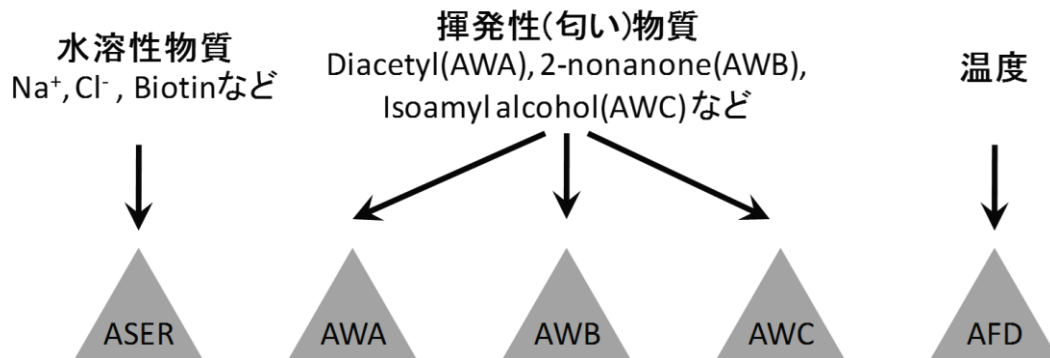 水溶性物質
Na⁺, Cl⁻ , Biotinなど
揮発性(匂い)物質
Diacetyl(AWA), 2-nonanone(AWB),
Isoamyl alcohol(AWC)など
温度
ASER
AWA
AWB
AWC
AFD